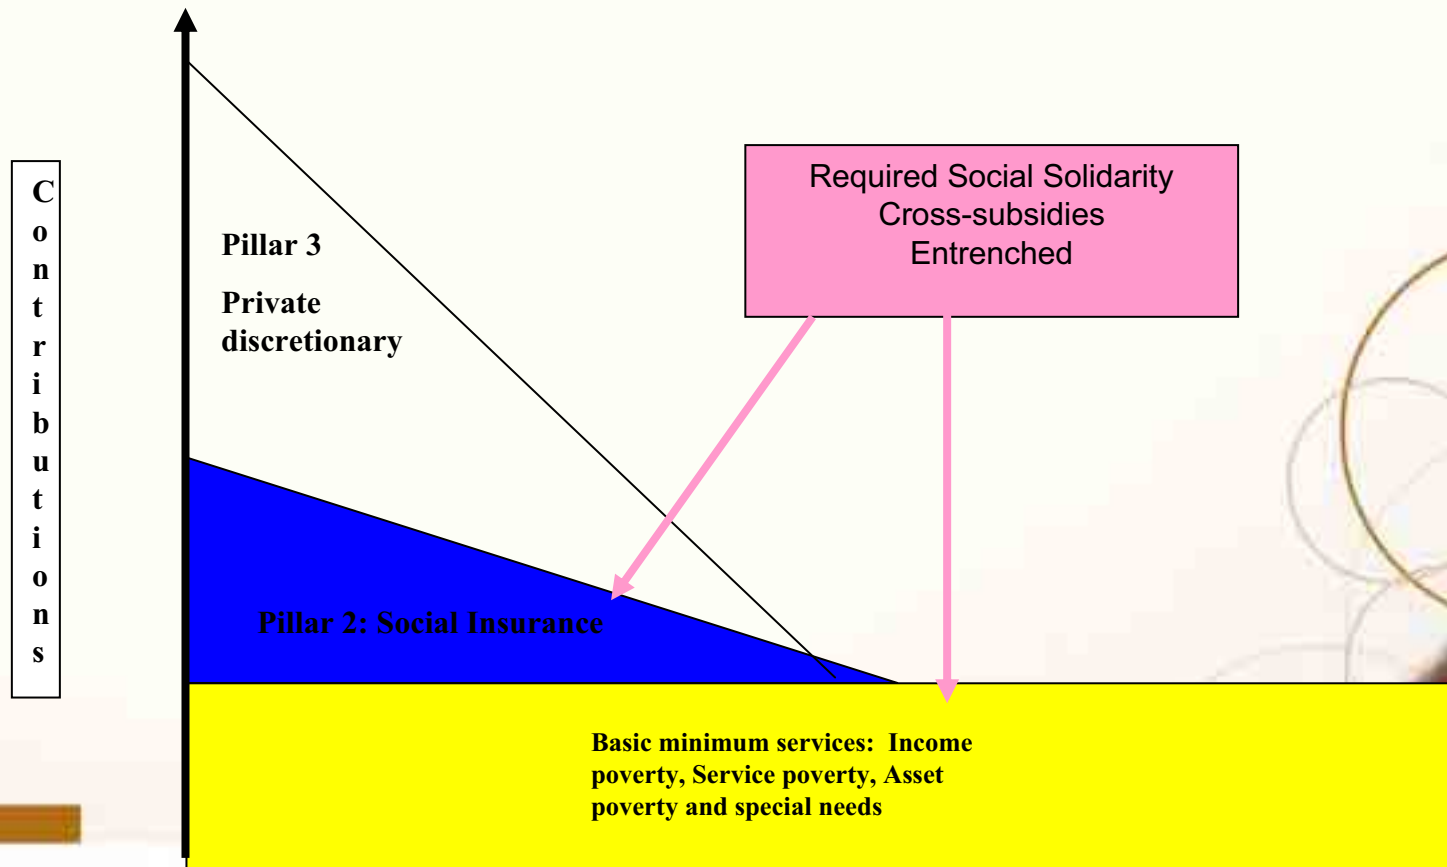 Contributions
Pillar 3
Private
discretionary
Required Social Solidarity
Cross-subsidies
Entrenched
Pillar 2: Social Insurance
Basic minimum services:  Income
poverty, Service poverty, Asset
poverty and special needs